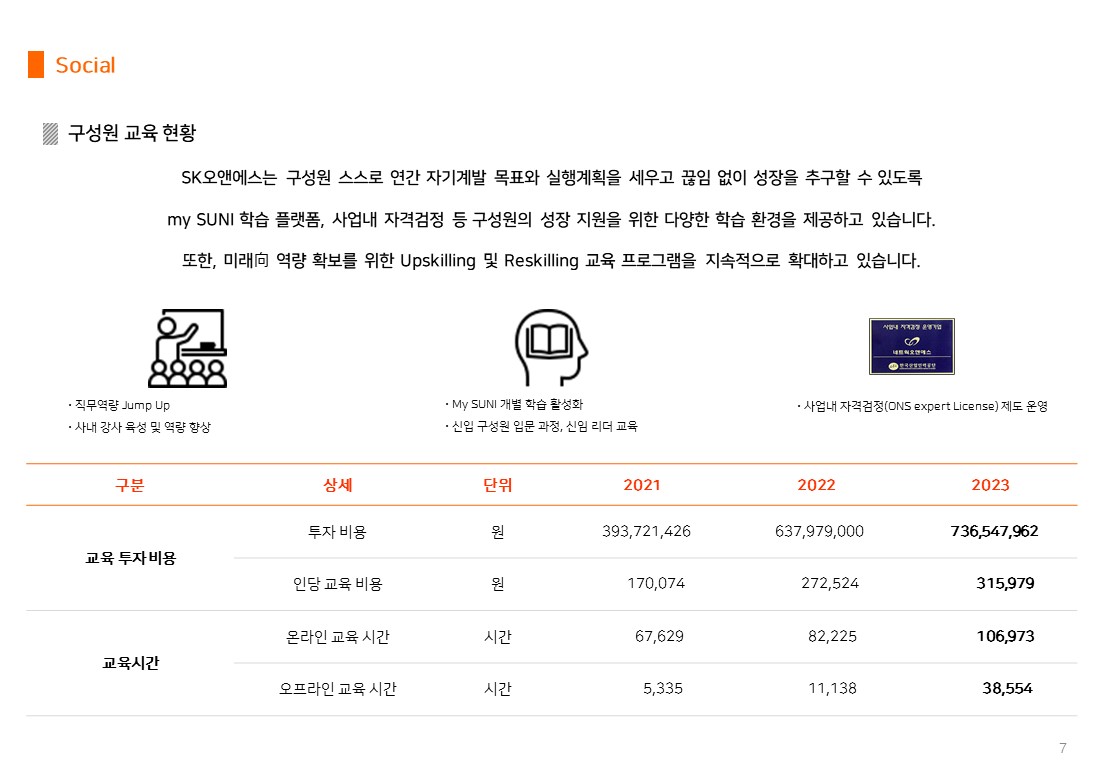 Social
구성원 교육 현황
SK오앤에스는 구성원 스스로 연간 자기계발 목표와 실행계획을 세우고 끊임 없이 성장을 추구할 수 있도록
my SUNI 학습 플랫폼, 사업내 자격검정 등 구성원의 성장 지원을 위한 다양한 학습 환경을 제공하고 있습니다.
또한, 미래向 역량 확보를 위한 Upskilling 및 Reskilling 교육 프로그램을 지속적으로 확대하고 있습니다.
사업내 자격검정 운영기업
네트웍오앤에스
한국산업인력공단
· 직무역량 Jump Up
· 사내 강사 육성 및 역량 향상
· My SUNI 개별 학습 활성화
· 신입 구성원 입문 과정, 신임 리더 교육
· 사업내 자격검정(ONS expert License) 제도 운영
구분 상세 단위 2021 2022 2023
교육 투자비용
투자 비용 원 393,721,426 637,979,000 736,547,962
인당 교육 비용 원 170,074 272,524 315,979
교육시간
온라인 교육 시간 시간 67,629 82,225 106,973
오프라인 교육 시간 시간 5,335 11,138 38,554
7